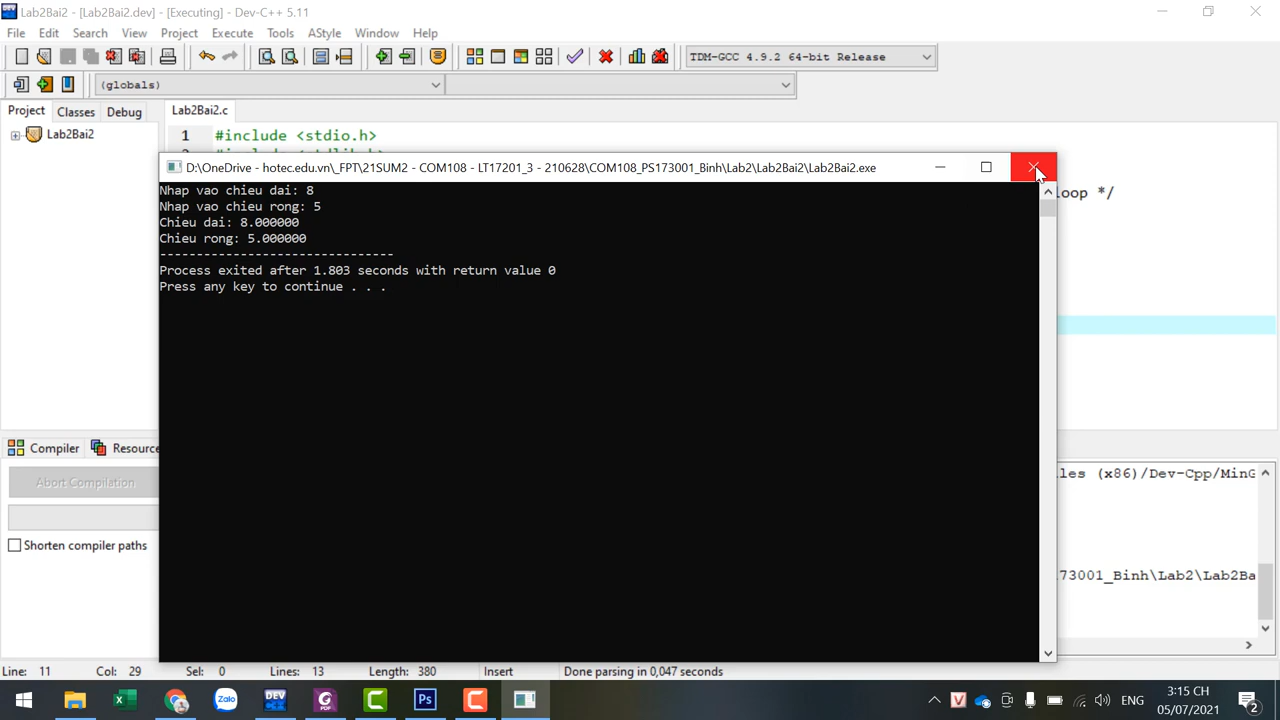 Lab2Bai2 - [Lab2Bai2.dev] - [Executing] - Dev-C++ 5.11
File Edit Search View Project Execute Tools AStyle Window Help
TDM-GCC 4.9.2 64-bit Release
(globals)
Project Classes Debug
Lab2Bai2.c
Lab2Bai2
1 #include <stdio.h>
D:\OneDrive - hotec.edu.vn\_FPT\21SUM2 - COM108 - LT17201_3 - 210628\COM108_PS173001_Binh\Lab2\Lab2Bai2\Lab2Bai2.exe
loop */
Nhap vao chieu dai: 8
Nhap vao chieu rong: 5
Chieu dai: 8.000000
Chieu rong: 5.000000
--------------------------------
Process exited after 1.803 seconds with return value 0
Press any key to continue . . .
Compiler Resource
Abort Compilation
Shorten compiler paths
les (x86)/Dev-Cpp/MinG
73001_Binh\Lab2\Lab2Ba
Line: 11 Col: 29 Sel: 0 Lines: 13 Length: 380 Insert Done parsing in 0,047 seconds
Zalo
DEV
PDF
Ps
ENG
3:15 CH
05/07/2021
2